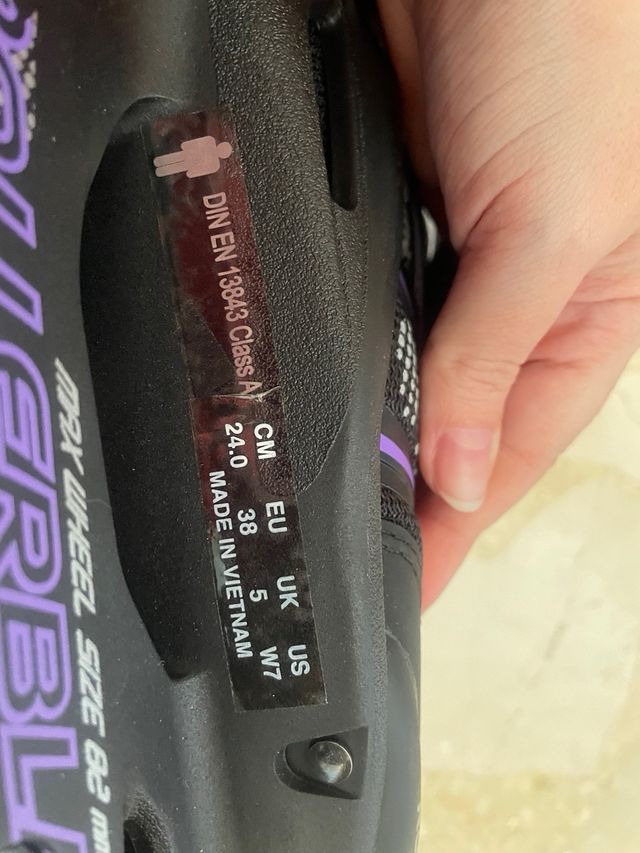 DIN EN 13843 Class A
CM EU UK US
24.0 38 5 W7
MADE IN VIETNAM
MAX WHEEL SIZE 82 mm
LLERBL